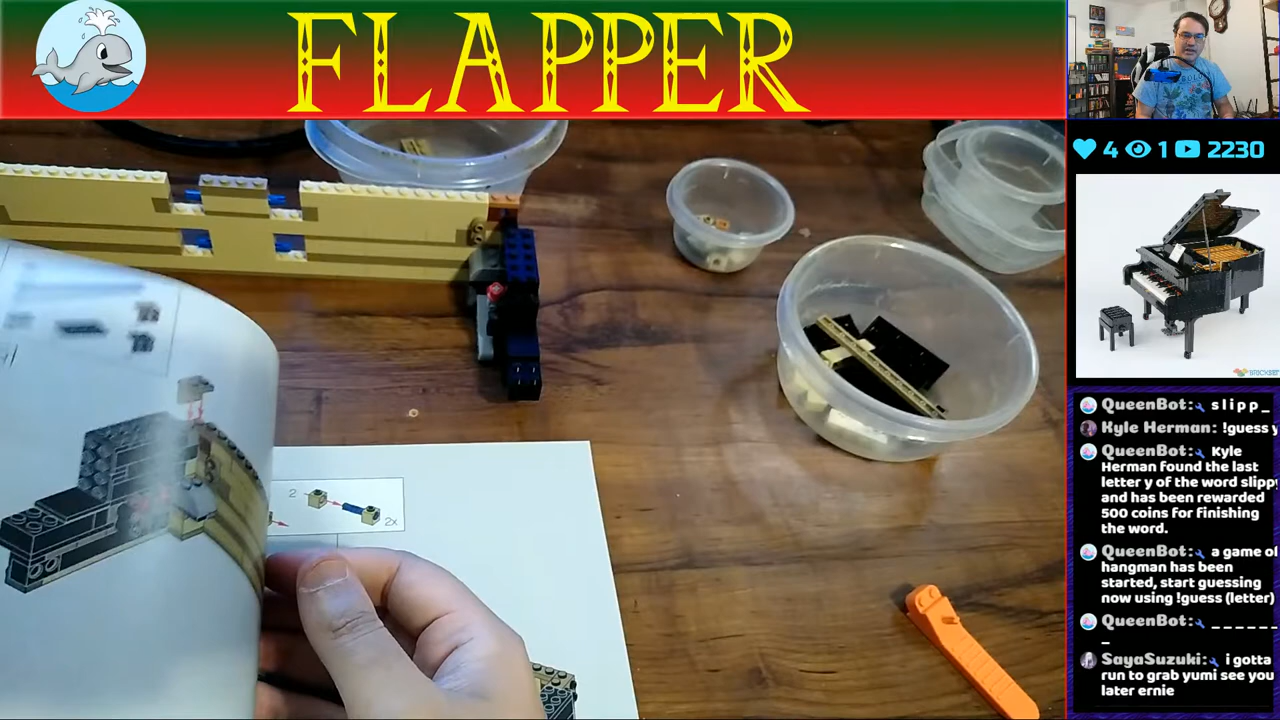 FLAPPER
4 1 2230
QueenBot: s l i p p _
Kyle Herman: !guess y
QueenBot: Kyle
Herman found the last
letter y of the word slippy
and has been rewarded
500 coins for finishing
the word.
QueenBot: a game of
hangman has been
started, start guessing
now using !guess (letter)
QueenBot: _ _ _ _ _ _
_
SayaSuzuki: i gotta
run to grab yumi see you
later ernie
2
2x